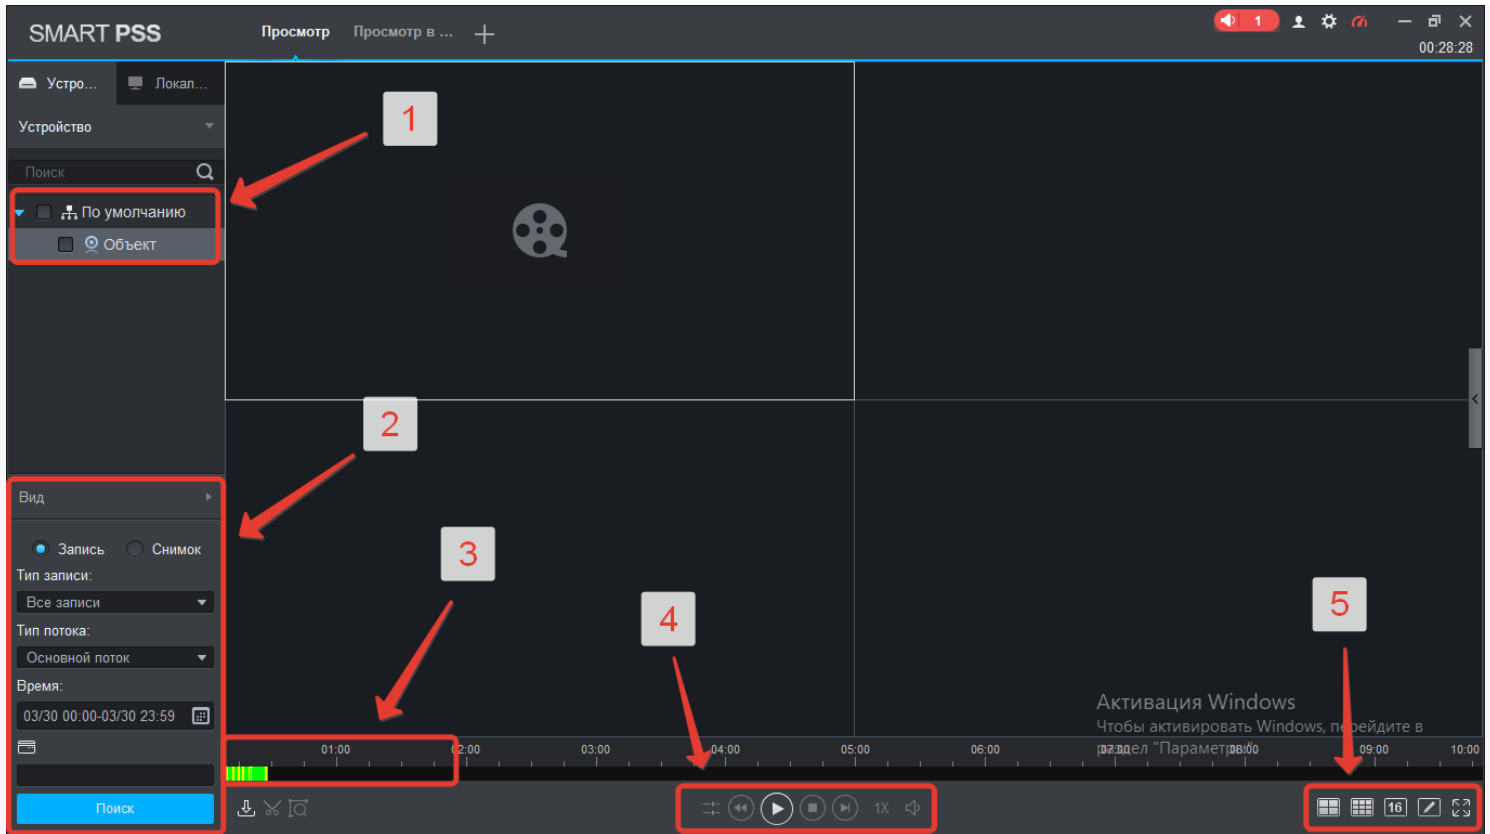 SMART PSS
Просмотр
Просмотр в ...
1
00:28:28
Устро...
Локал...
Устройство
Поиск
По умолчанию
Объект
1
2
3
4
5
Вид
Запись
Снимок
Тип записи:
Все записи
Тип потока:
Основной поток
Время:
03/30 00:00-03/30 23:59
Поиск
Активация Windows
Чтобы активировать Windows, перейдите в
раздел "Параметры".
01:00
02:00
03:00
04:00
05:00
06:00
07:00
08:00
09:00
10:00
1X
16